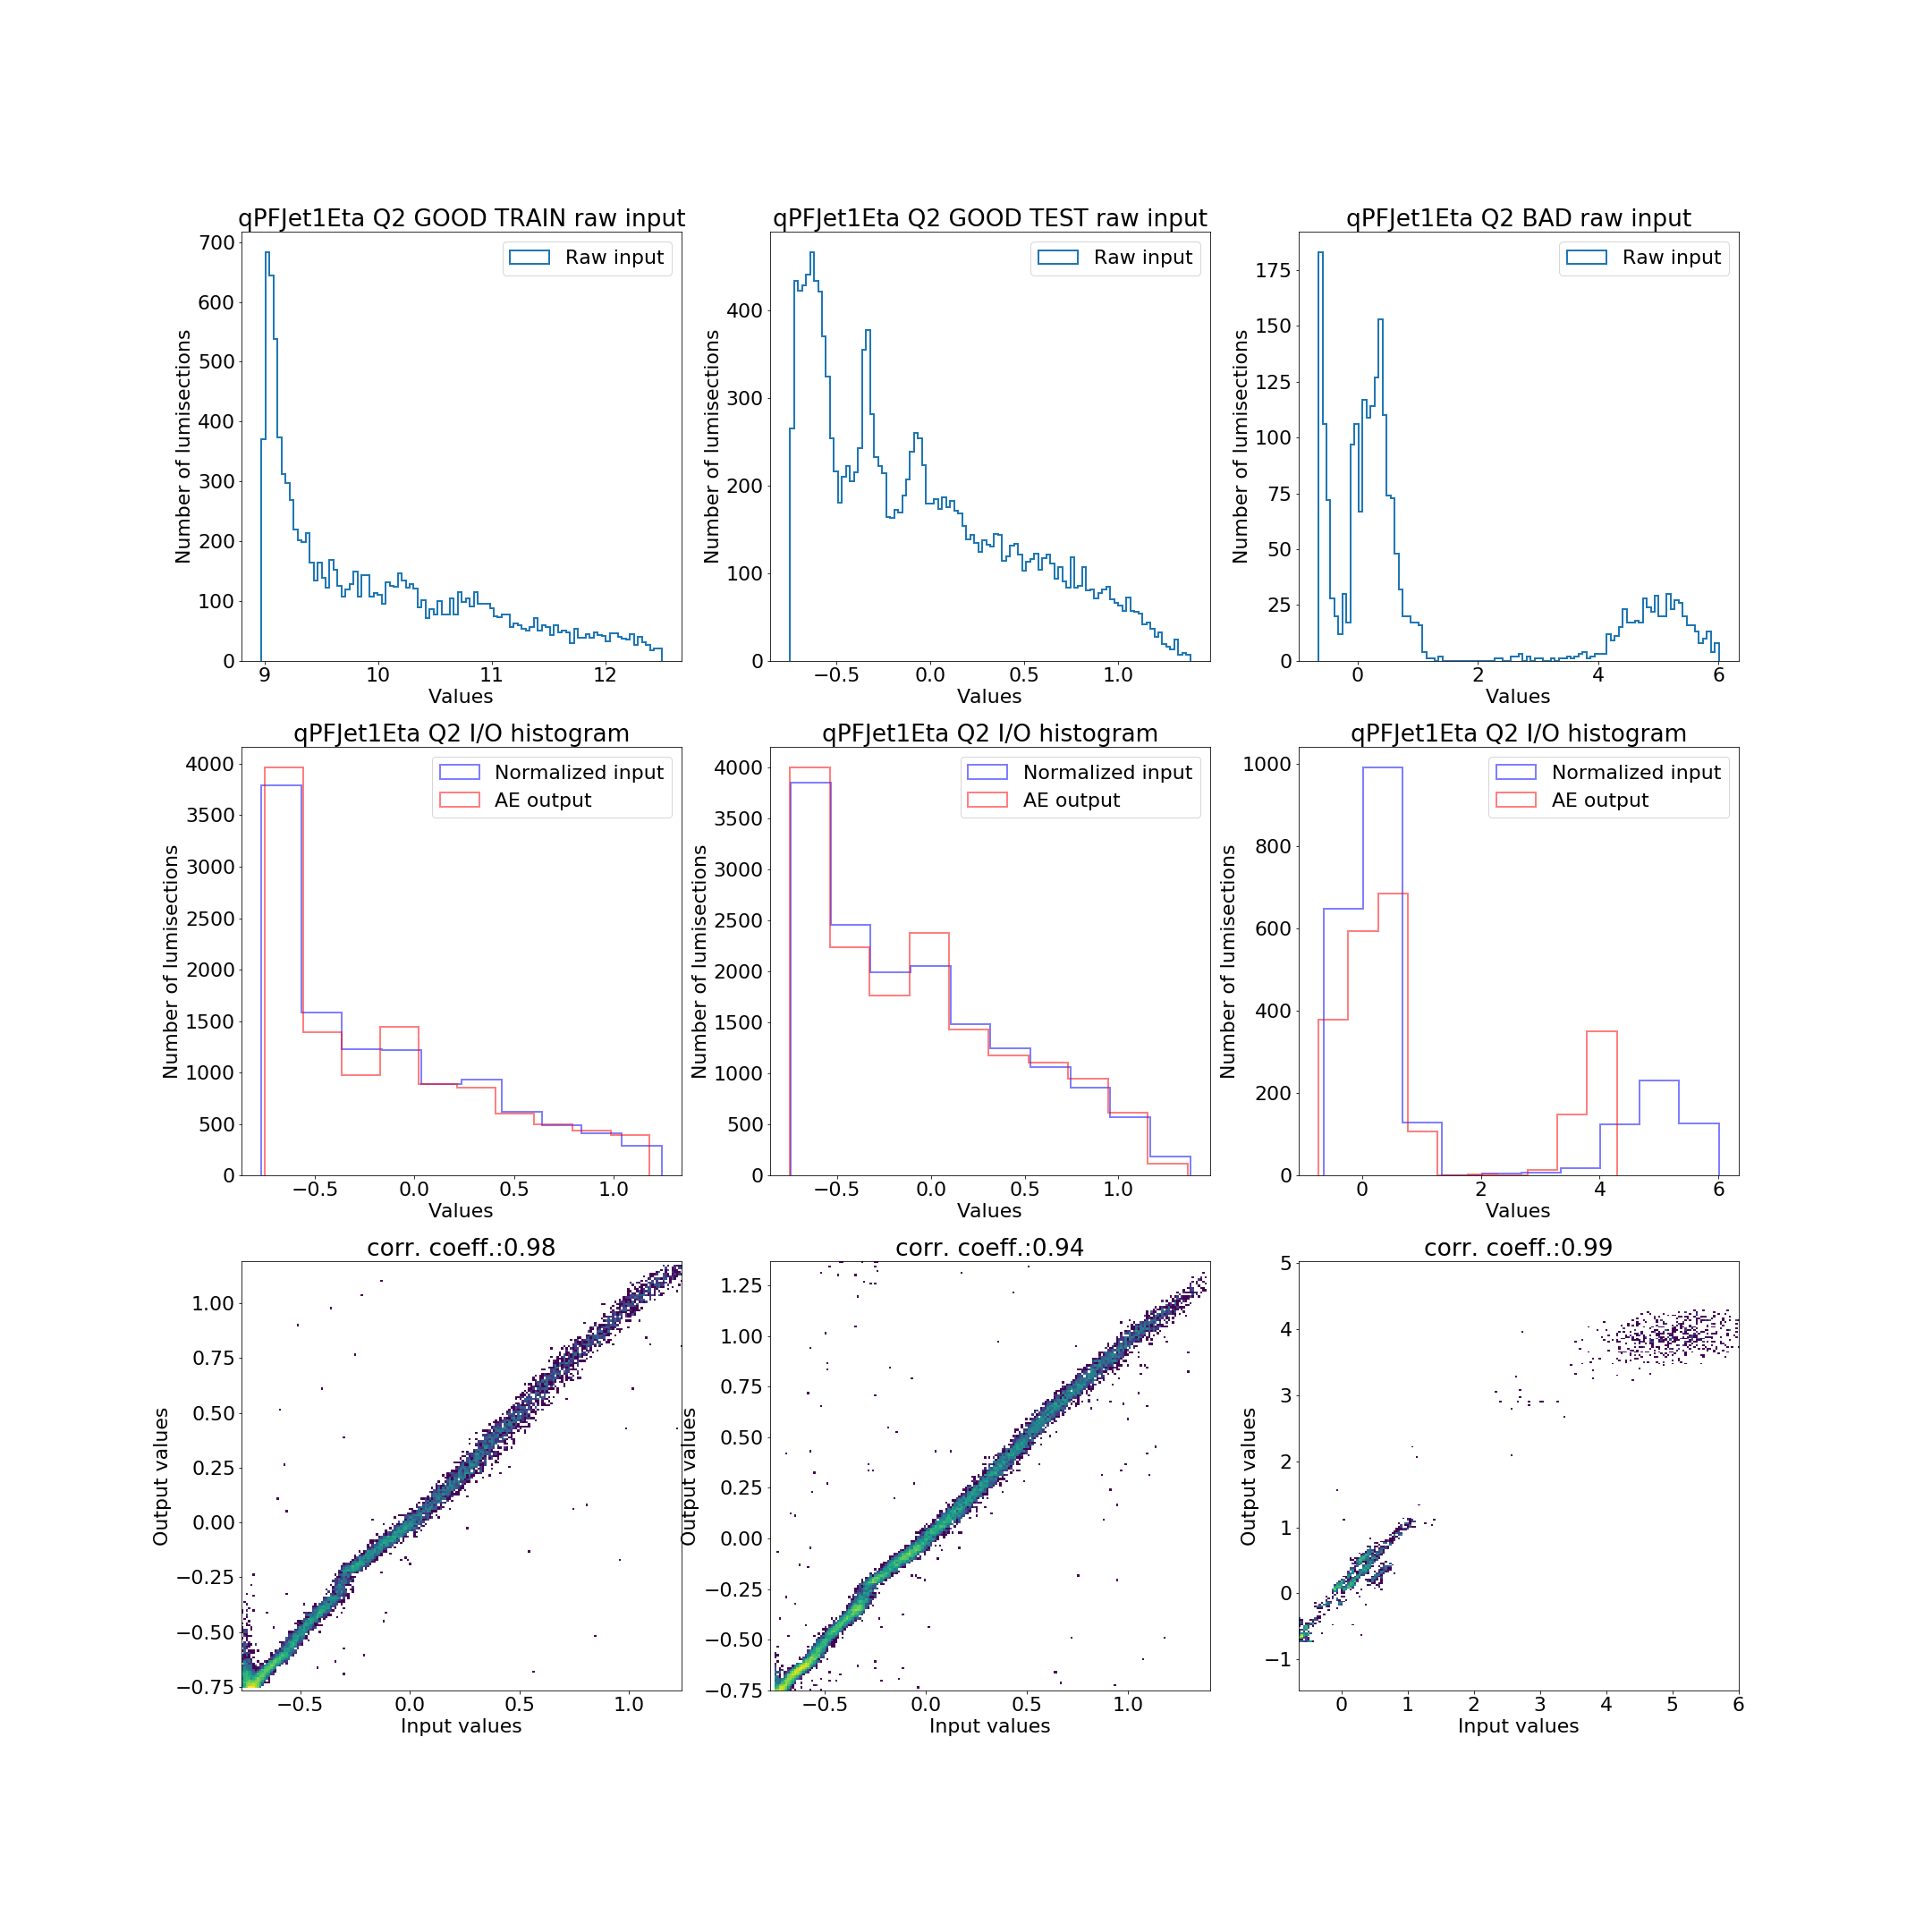 qPFJet1Eta Q2 GOOD TRAIN raw input
Raw input
Number of lumisections
700
600
500
400
300
200
100
0
9 10 11 12
Values
qPFJet1Eta Q2 GOOD TEST raw input
Raw input
Number of lumisections
400
300
200
100
0
−0.5 0.0 0.5 1.0
Values
qPFJet1Eta Q2 BAD raw input
Raw input
Number of lumisections
175
150
125
100
75
50
25
0
0 2 4 6
Values
qPFJet1Eta Q2 I/O histogram
Normalized input
AE output
Number of lumisections
4000
3500
3000
2500
2000
1500
1000
500
0
−0.5 0.0 0.5 1.0
Values
qPFJet1Eta Q2 I/O histogram
Normalized input
AE output
Number of lumisections
4000
3500
3000
2500
2000
1500
1000
500
0
−0.5 0.0 0.5 1.0
Values
qPFJet1Eta Q2 I/O histogram
Normalized input
AE output
Number of lumisections
1000
800
600
400
200
0
0 2 4 6
Values
corr. coeff.:0.98
Output values
1.00
0.75
0.50
0.25
0.00
−0.25
−0.50
−0.75
−0.5 0.0 0.5 1.0
Input values
corr. coeff.:0.94
Output values
1.25
1.00
0.75
0.50
0.25
0.00
−0.25
−0.50
−0.75
−0.5 0.0 0.5 1.0
Input values
corr. coeff.:0.99
Output values
5
4
3
2
1
0
−1
0 1 2 3 4 5 6
Input values